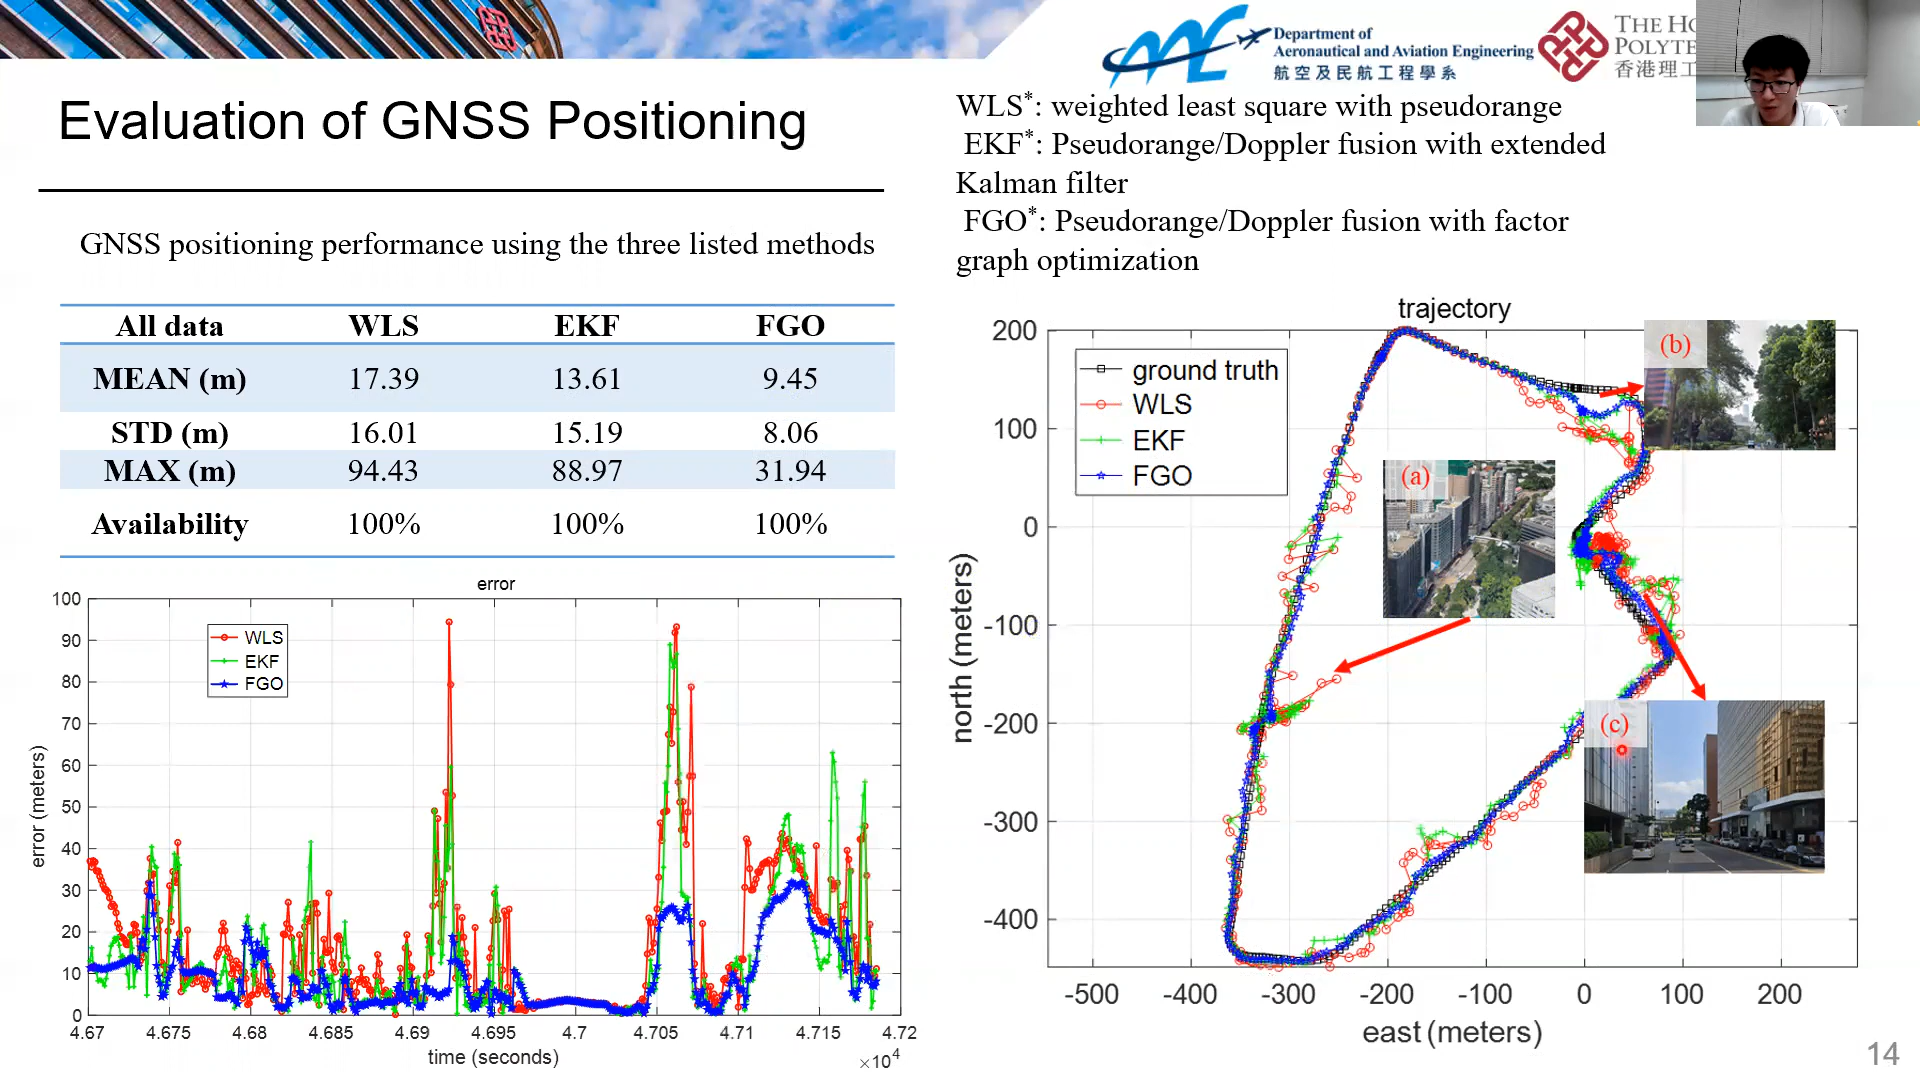 Department of
Aeronautical and Aviation Engineering
航空及民航工程學系
THE HO
POLYTE
香港理工
Evaluation of GNSS Positioning
WLS*: weighted least square with pseudorange
EKF*: Pseudorange/Doppler fusion with extended
Kalman filter
FGO*: Pseudorange/Doppler fusion with factor
graph optimization
GNSS positioning performance using the three listed methods
All data WLS EKF FGO
MEAN (m) 17.39 13.61 9.45
STD (m) 16.01 15.19 8.06
MAX (m) 94.43 88.97 31.94
Availability 100% 100% 100%
error
100
90
80
70
60
50
40
30
20
10
0
error (meters)
WLS
EKF
FGO
4.67 4.675 4.68 4.685 4.69 4.695 4.7 4.705 4.71 4.715 4.72
time (seconds)
×10^4
trajectory
200
100
0
-100
-200
-300
-400
north (meters)
ground truth
WLS
EKF
FGO
(a)
(b)
(c)
-500 -400 -300 -200 -100 0 100 200
east (meters)
14